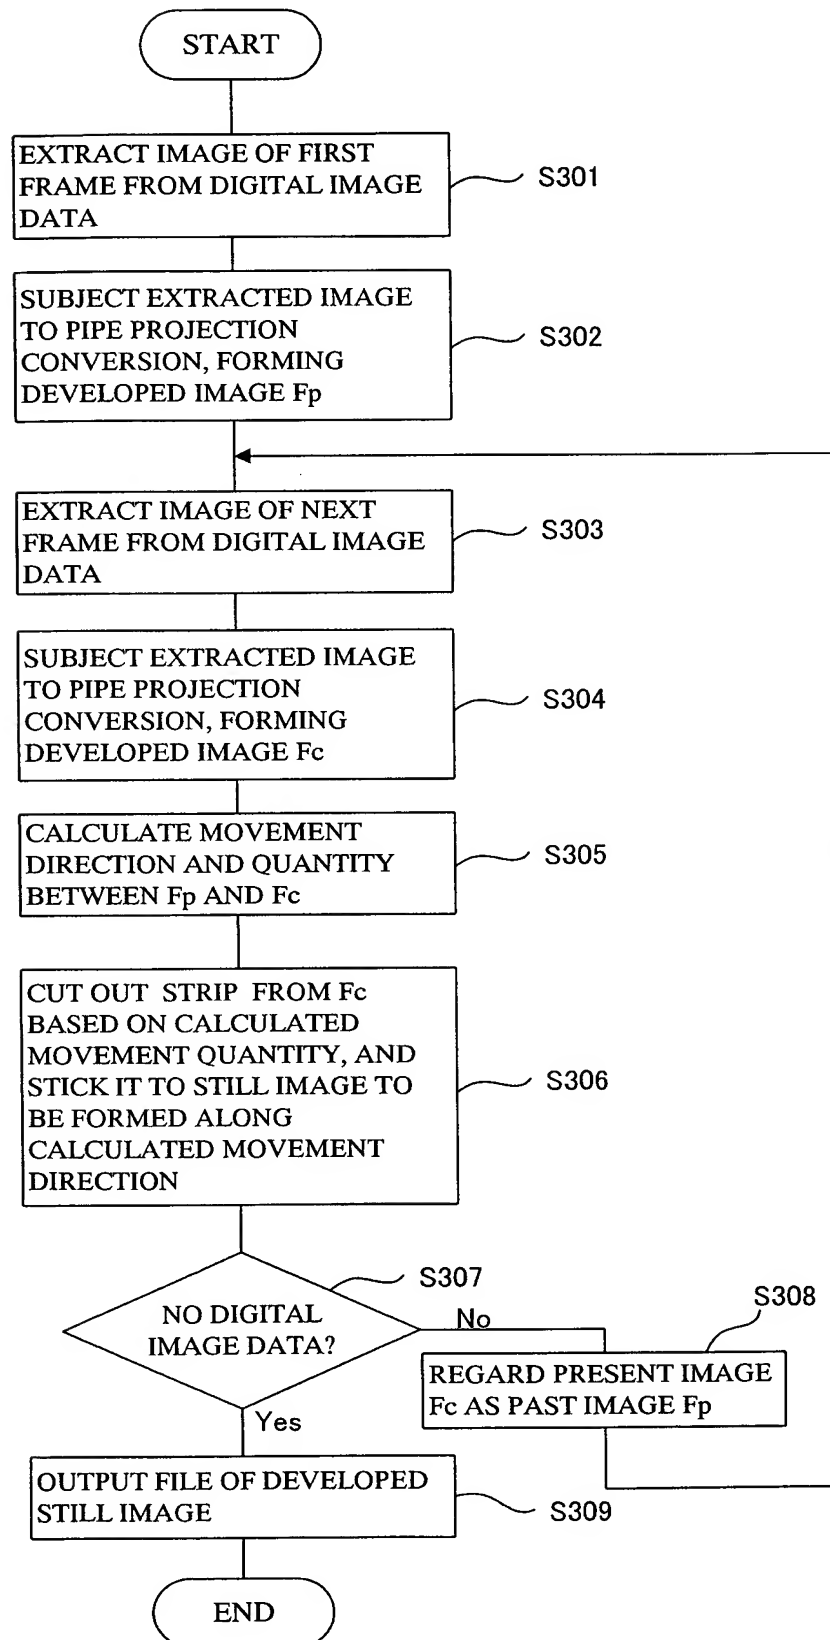 START
EXTRACT IMAGE OF FIRST
FRAME FROM DIGITAL IMAGE
DATA
S301
SUBJECT EXTRACTED IMAGE
TO PIPE PROJECTION
CONVERSION, FORMING
DEVELOPED IMAGE Fp
S302
EXTRACT IMAGE OF NEXT
FRAME FROM DIGITAL IMAGE
DATA
S303
SUBJECT EXTRACTED IMAGE
TO PIPE PROJECTION
CONVERSION, FORMING
DEVELOPED IMAGE Fc
S304
CALCULATE MOVEMENT
DIRECTION AND QUANTITY
BETWEEN Fp AND Fc
S305
CUT OUT STRIP FROM Fc
BASED ON CALCULATED
MOVEMENT QUANTITY, AND
STICK IT TO STILL IMAGE TO
BE FORMED ALONG
CALCULATED MOVEMENT
DIRECTION
S306
NO DIGITAL
IMAGE DATA?
S307
No
S308
REGARD PRESENT IMAGE
Fc AS PAST IMAGE Fp
Yes
OUTPUT FILE OF DEVELOPED
STILL IMAGE
S309
END